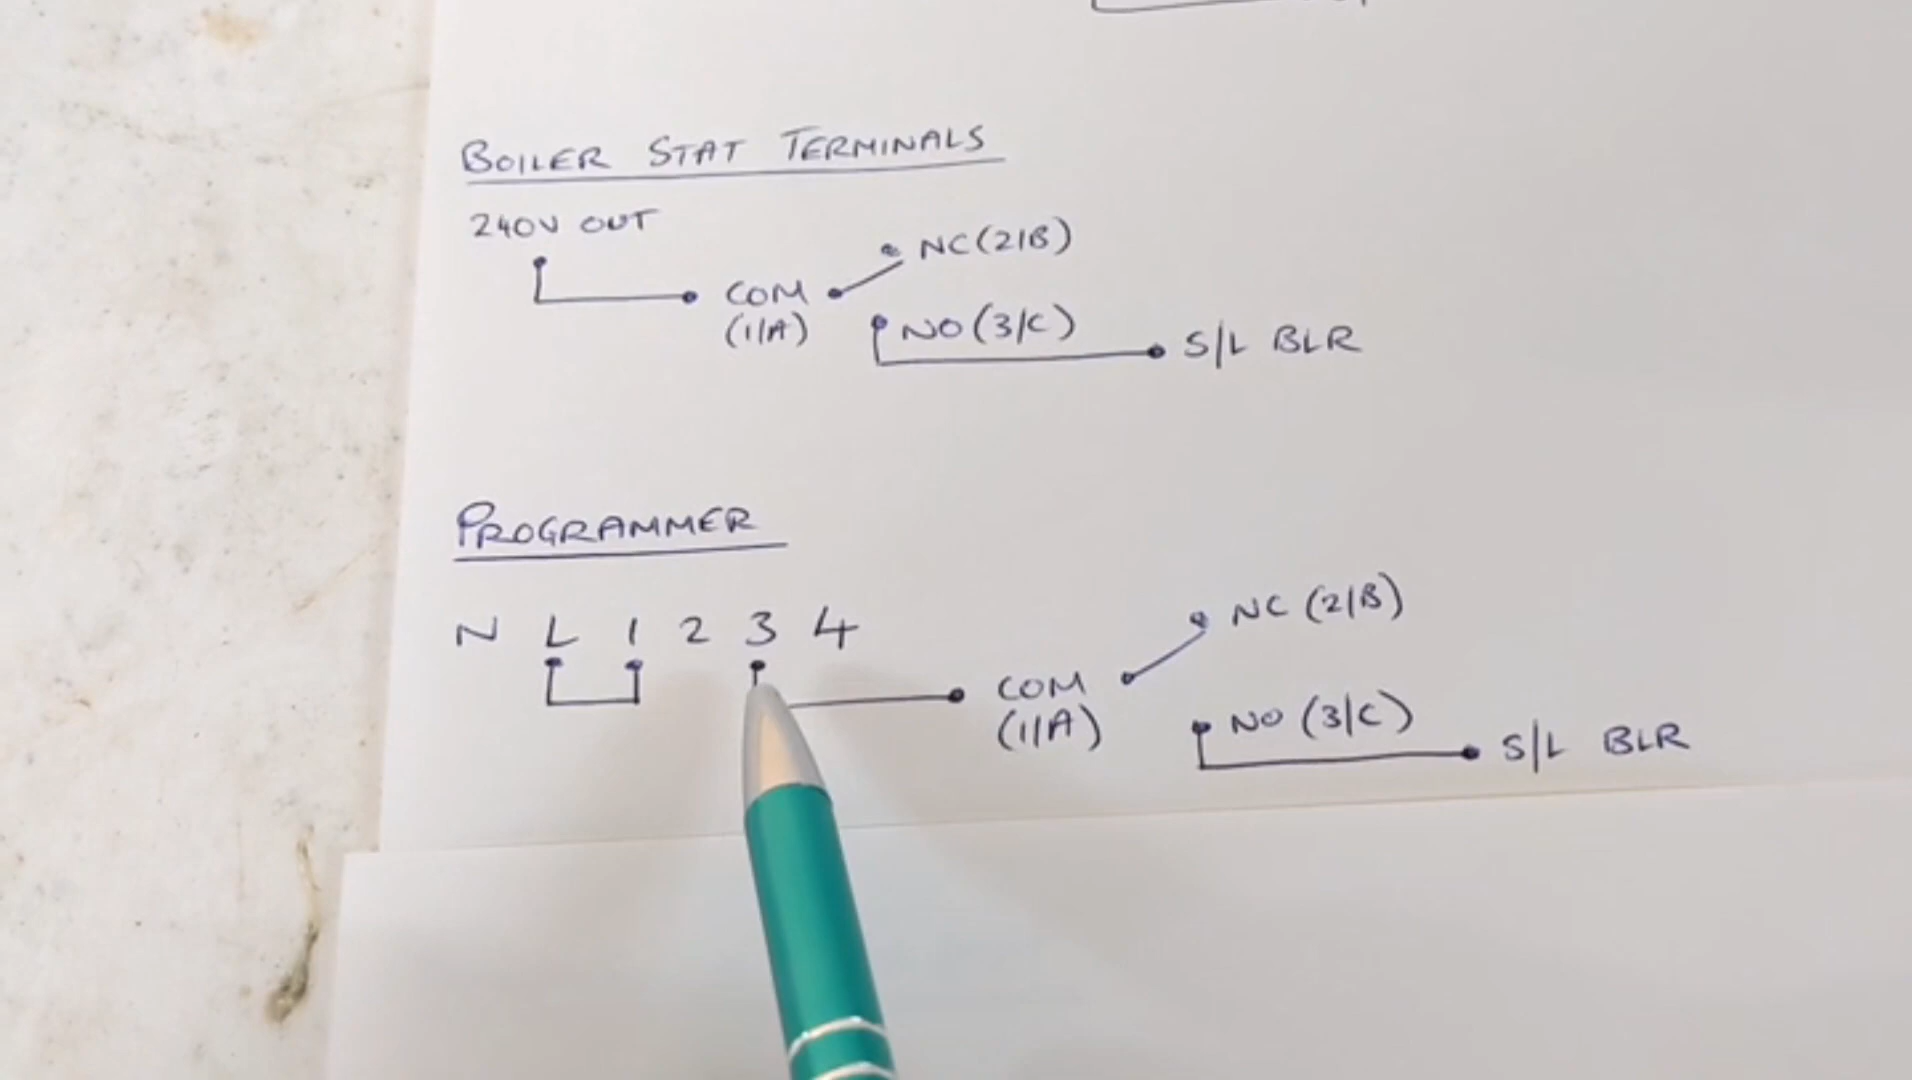 BOILER STAT TERMINALS
240V OUT
NC (2/B)
COM
(1/A)
NO (3/C)
S/L BLR
PROGRAMMER
N L 1 2 3 4
NC (2/B)
COM
(1/A)
NO (3/C)
S/L BLR